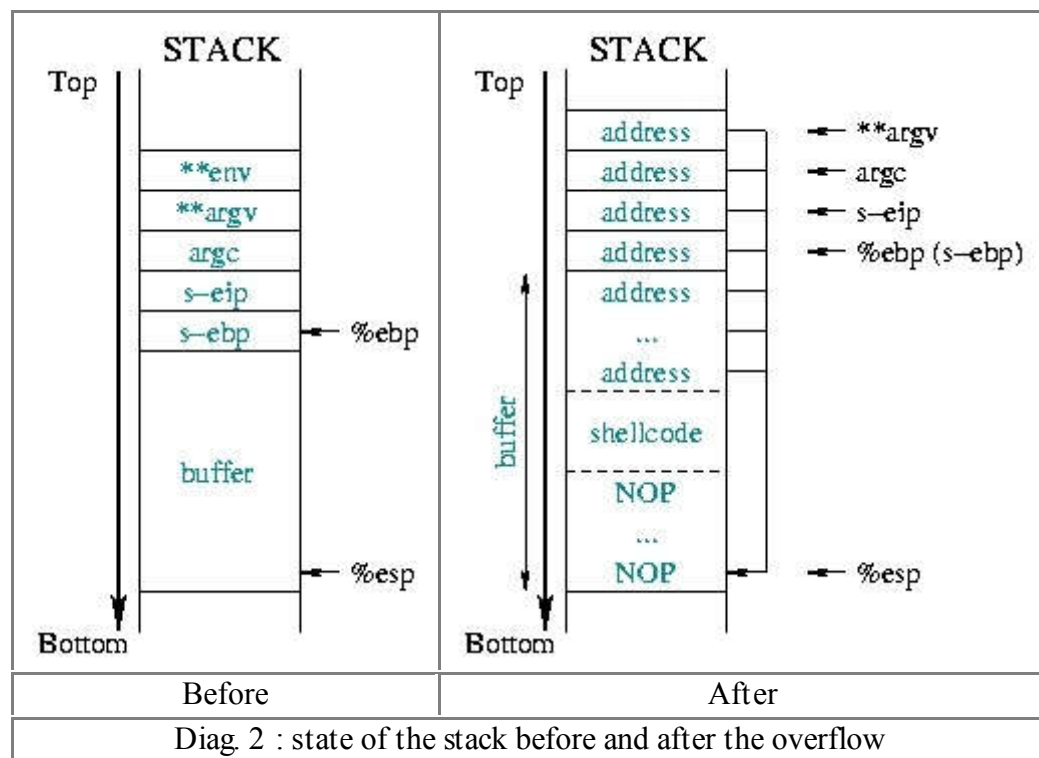 STACK
Top
**env
**argv
argc
s-eip
s-ebp
%ebp
buffer
%esp
Bottom
STACK
Top
address
**argv
address
argc
address
s-eip
address
%ebp (s-ebp)
address
...
address
buffer
shellcode
NOP
...
NOP
%esp
Bottom
Before
After
Diag. 2 : state of the stack before and after the overflow